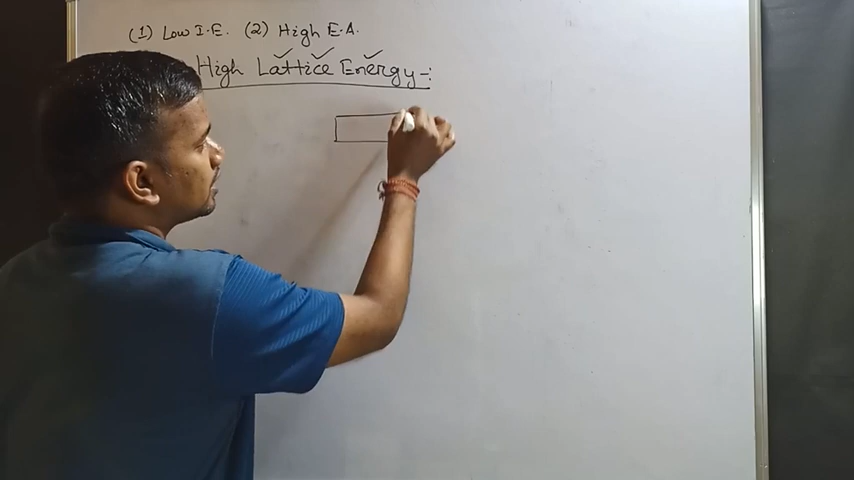 (1) Low I.E. (2) High E.A.
High Lattice Energy-: